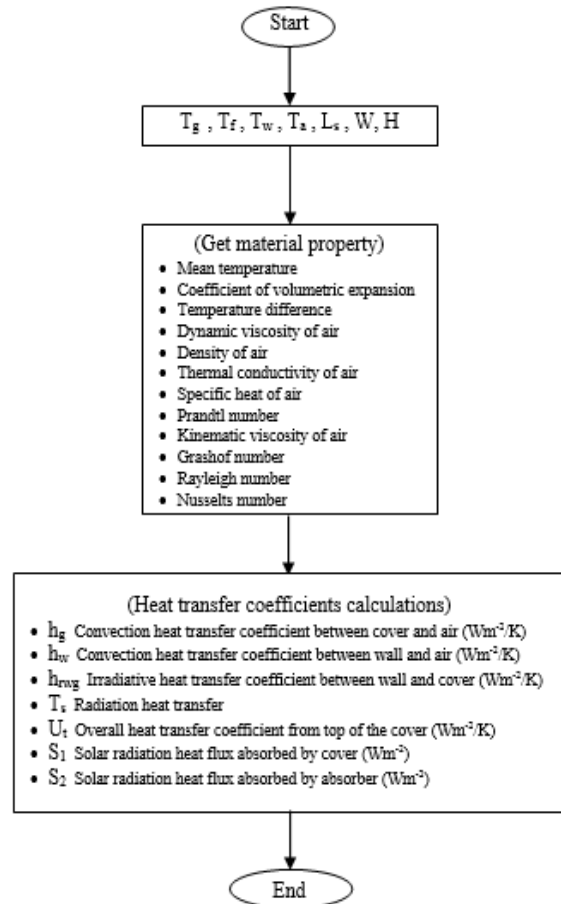 Start
T_g , T_f , T_w , T_a , L_s , W, H
(Get material property)
• Mean temperature
• Coefficient of volumetric expansion
• Temperature difference
• Dynamic viscosity of air
• Density of air
• Thermal conductivity of air
• Specific heat of air
• Prandtl number
• Kinematic viscosity of air
• Grashof number
• Rayleigh number
• Nusselts number
(Heat transfer coefficients calculations)
• h_g Convection heat transfer coefficient between cover and air (Wm⁻²/K)
• h_w Convection heat transfer coefficient between wall and air (Wm⁻²/K)
• h_rwg Irradiative heat transfer coefficient between wall and cover (Wm⁻²/K)
• T_s Radiation heat transfer
• U_t Overall heat transfer coefficient from top of the cover (Wm⁻²/K)
• S₁ Solar radiation heat flux absorbed by cover (Wm⁻²)
• S₂ Solar radiation heat flux absorbed by absorber (Wm⁻²)
End